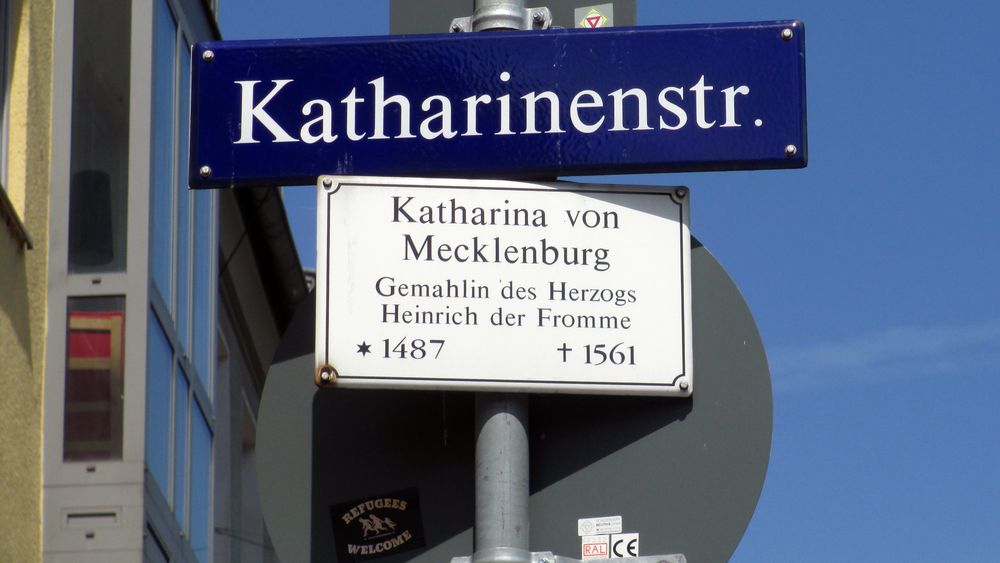 Katharinenstr.
Katharina von
Mecklenburg
Gemahlin des Herzogs
Heinrich der Fromme
✶ 1487 † 1561
REFUGEES
WELCOME
RAL CE